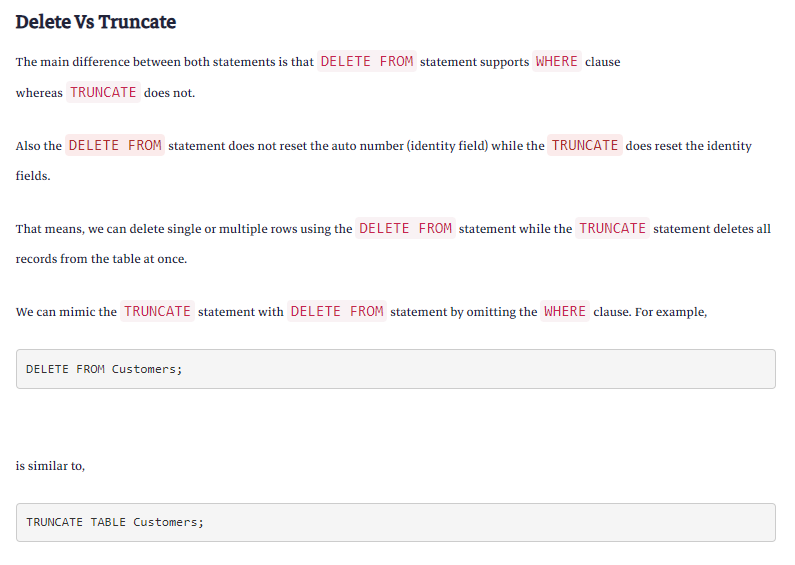 Delete Vs Truncate
The main difference between both statements is that DELETE FROM statement supports WHERE clause
whereas TRUNCATE does not.
Also the DELETE FROM statement does not reset the auto number (identity field) while the TRUNCATE does reset the identity
fields.
That means, we can delete single or multiple rows using the DELETE FROM statement while the TRUNCATE statement deletes all
records from the table at once.
We can mimic the TRUNCATE statement with DELETE FROM statement by omitting the WHERE clause. For example,
DELETE FROM Customers;
is similar to,
TRUNCATE TABLE Customers;